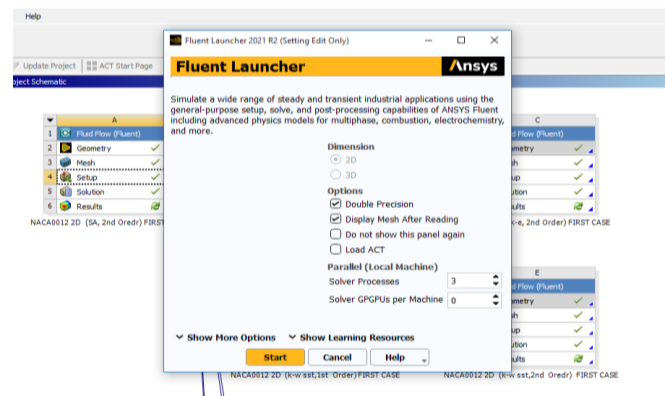 Help
Update Project ACT Start Page
oject Schematic
Fluent Launcher 2021 R2 (Setting Edit Only)
Fluent Launcher
Ansys
Simulate a wide range of steady and transient industrial applications using the
general-purpose setup, solve, and post-processing capabilities of ANSYS Fluent
including advanced physics models for multiphase, combustion, electrochemistry,
and more.
Dimension
2D
3D
Options
Double Precision
Display Mesh After Reading
Do not show this panel again
Load ACT
Parallel (Local Machine)
Solver Processes 3
Solver GPGPUs per Machine 0
Show More Options Show Learning Resources
Start Cancel Help
A
1 Fluid Flow (Fluent)
2 Geometry
3 Mesh
4 Setup
5 Solution
6 Results
NACA0012 2D (SA, 2nd Oredr) FIRST
C
d Flow (Fluent)
ometry
sh
up
ution
ults
k-e, 2nd Order) FIRST CASE
E
d Flow (Fluent)
ometry
sh
up
ution
ults
NACA0012 2D (k-w sst,1st Order)FIRST CASE
NACA0012 2D (k-w sst,2nd Oredr) FIRST CASE